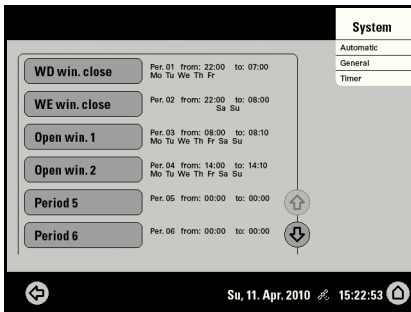 System
Automatic
General
Timer
WD win. close Per. 01 from: 22:00 to: 07:00
Mo Tu We Th Fr
WE win. close Per. 02 from: 22:00 to: 08:00
Sa Su
Open win. 1 Per. 03 from: 08:00 to: 08:10
Mo Tu We Th Fr Sa Su
Open win. 2 Per. 04 from: 14:00 to: 14:10
Mo Tu We Th Fr Sa Su
Period 5 Per. 05 from: 00:00 to: 00:00
Period 6 Per. 06 from: 00:00 to: 00:00
Su, 11. Apr. 2010 15:22:53